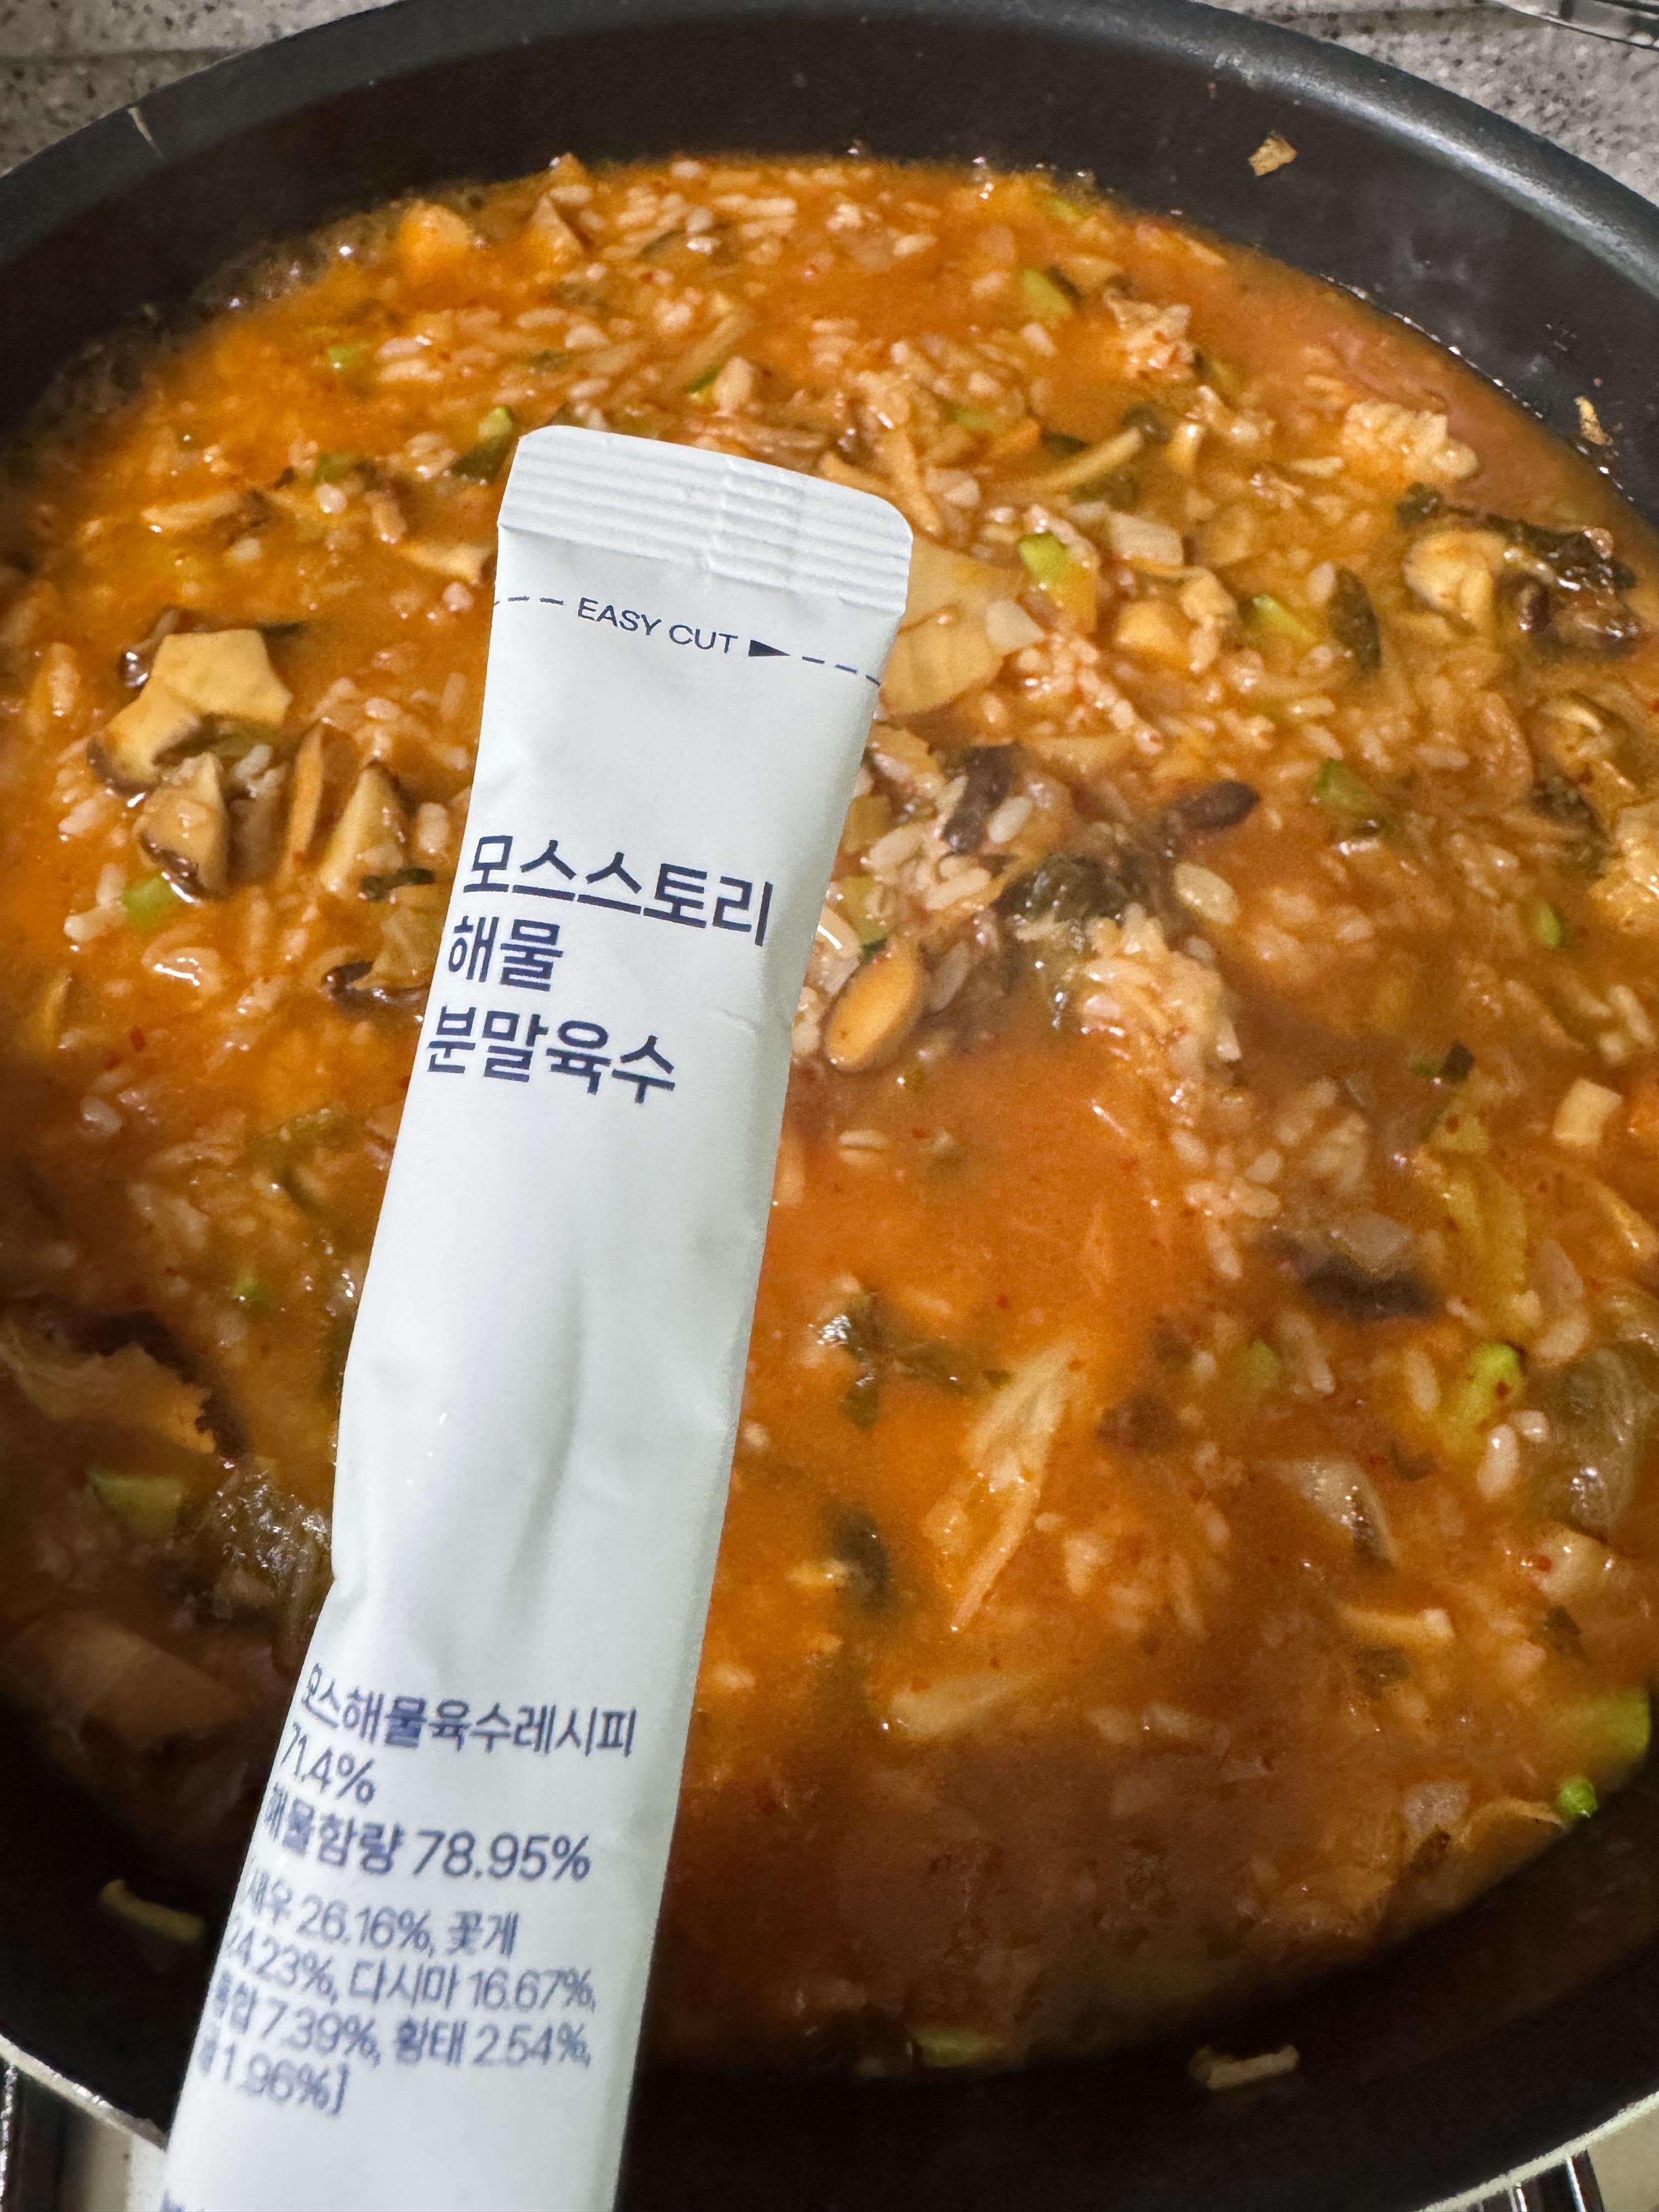 EASY CUT
모스스토리
해물
분말육수
모스해물육수레시피
71.4%
해물함량 78.95%
새우 26.16%, 꽃게
24.23%, 다시마 16.67%,
홍합 7.39%, 황태 2.54%,
1.96%]